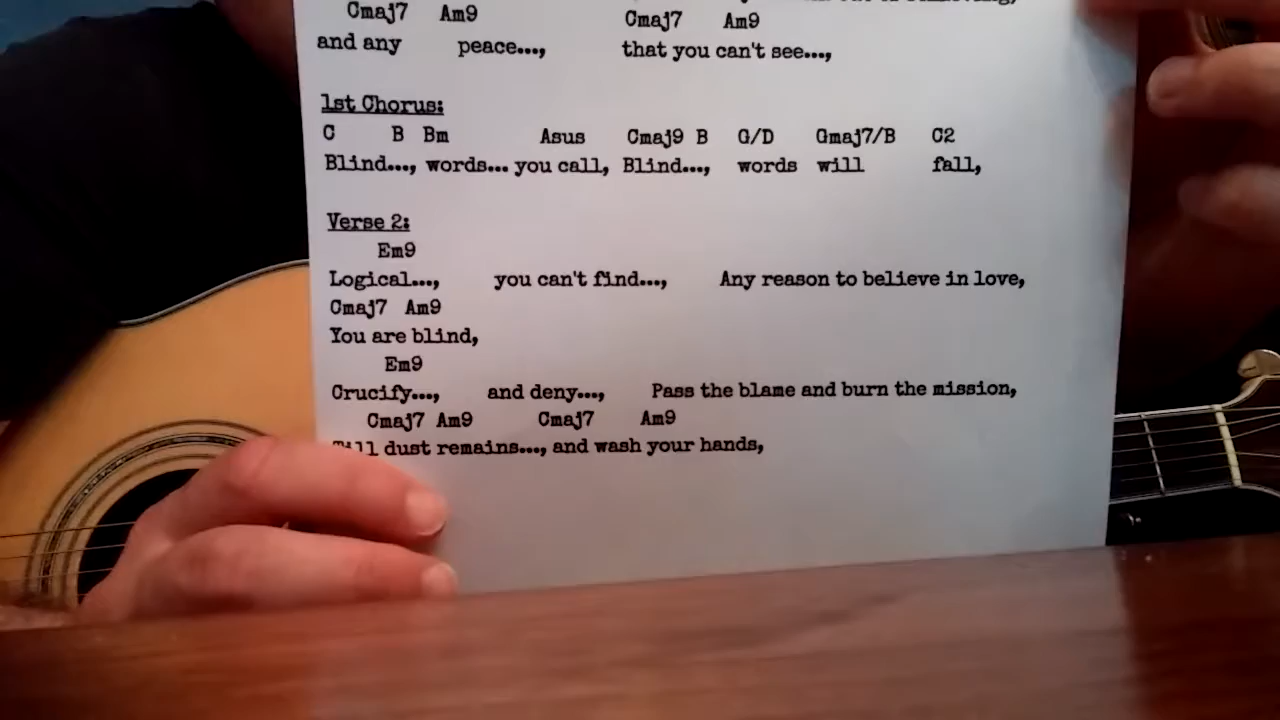 Cmaj7 Am9 Cmaj7 Am9
and any peace..., that you can't see...,
1st Chorus:
C B Bm Asus Cmaj9 B G/D Gmaj7/B C2
Blind..., words... you call, Blind..., words will fall,
Verse 2:
Em9
Logical..., you can't find..., Any reason to believe in love,
Cmaj7 Am9
You are blind,
Em9
Crucify..., and deny..., Pass the blame and burn the mission,
Cmaj7 Am9 Cmaj7 Am9
dust remains..., and wash your hands,